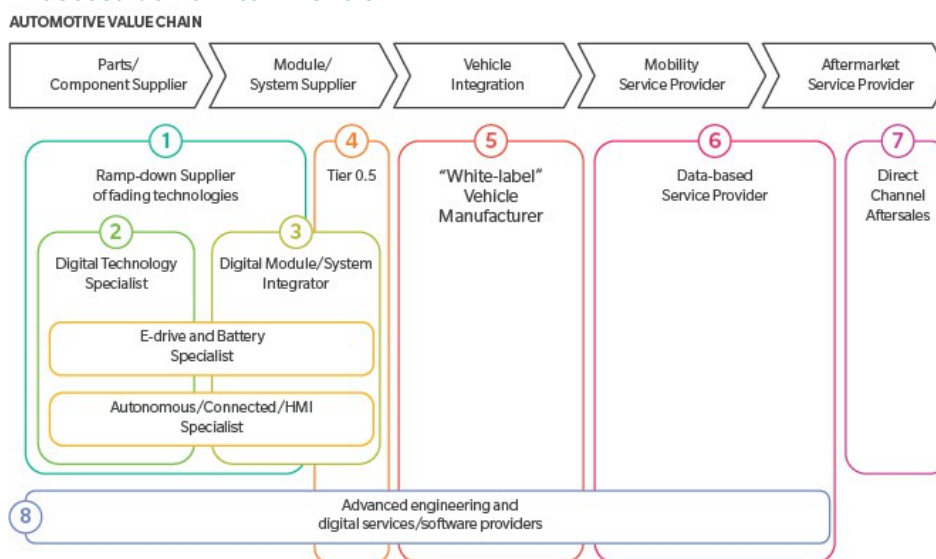 AUTOMOTIVE VALUE CHAIN
Parts/
Component Supplier
Module/
System Supplier
Vehicle
Integration
Mobility
Service Provider
Aftermarket
Service Provider
1
Ramp-down Supplier
of fading technologies
4
Tier 0.5
5
“White-label”
Vehicle
Manufacturer
6
Data-based
Service Provider
7
Direct
Channel
Aftersales
2
Digital Technology
Specialist
3
Digital Module/System
Integrator
E-drive and Battery
Specialist
Autonomous/Connected/HMI
Specialist
8
Advanced engineering and
digital services/software providers